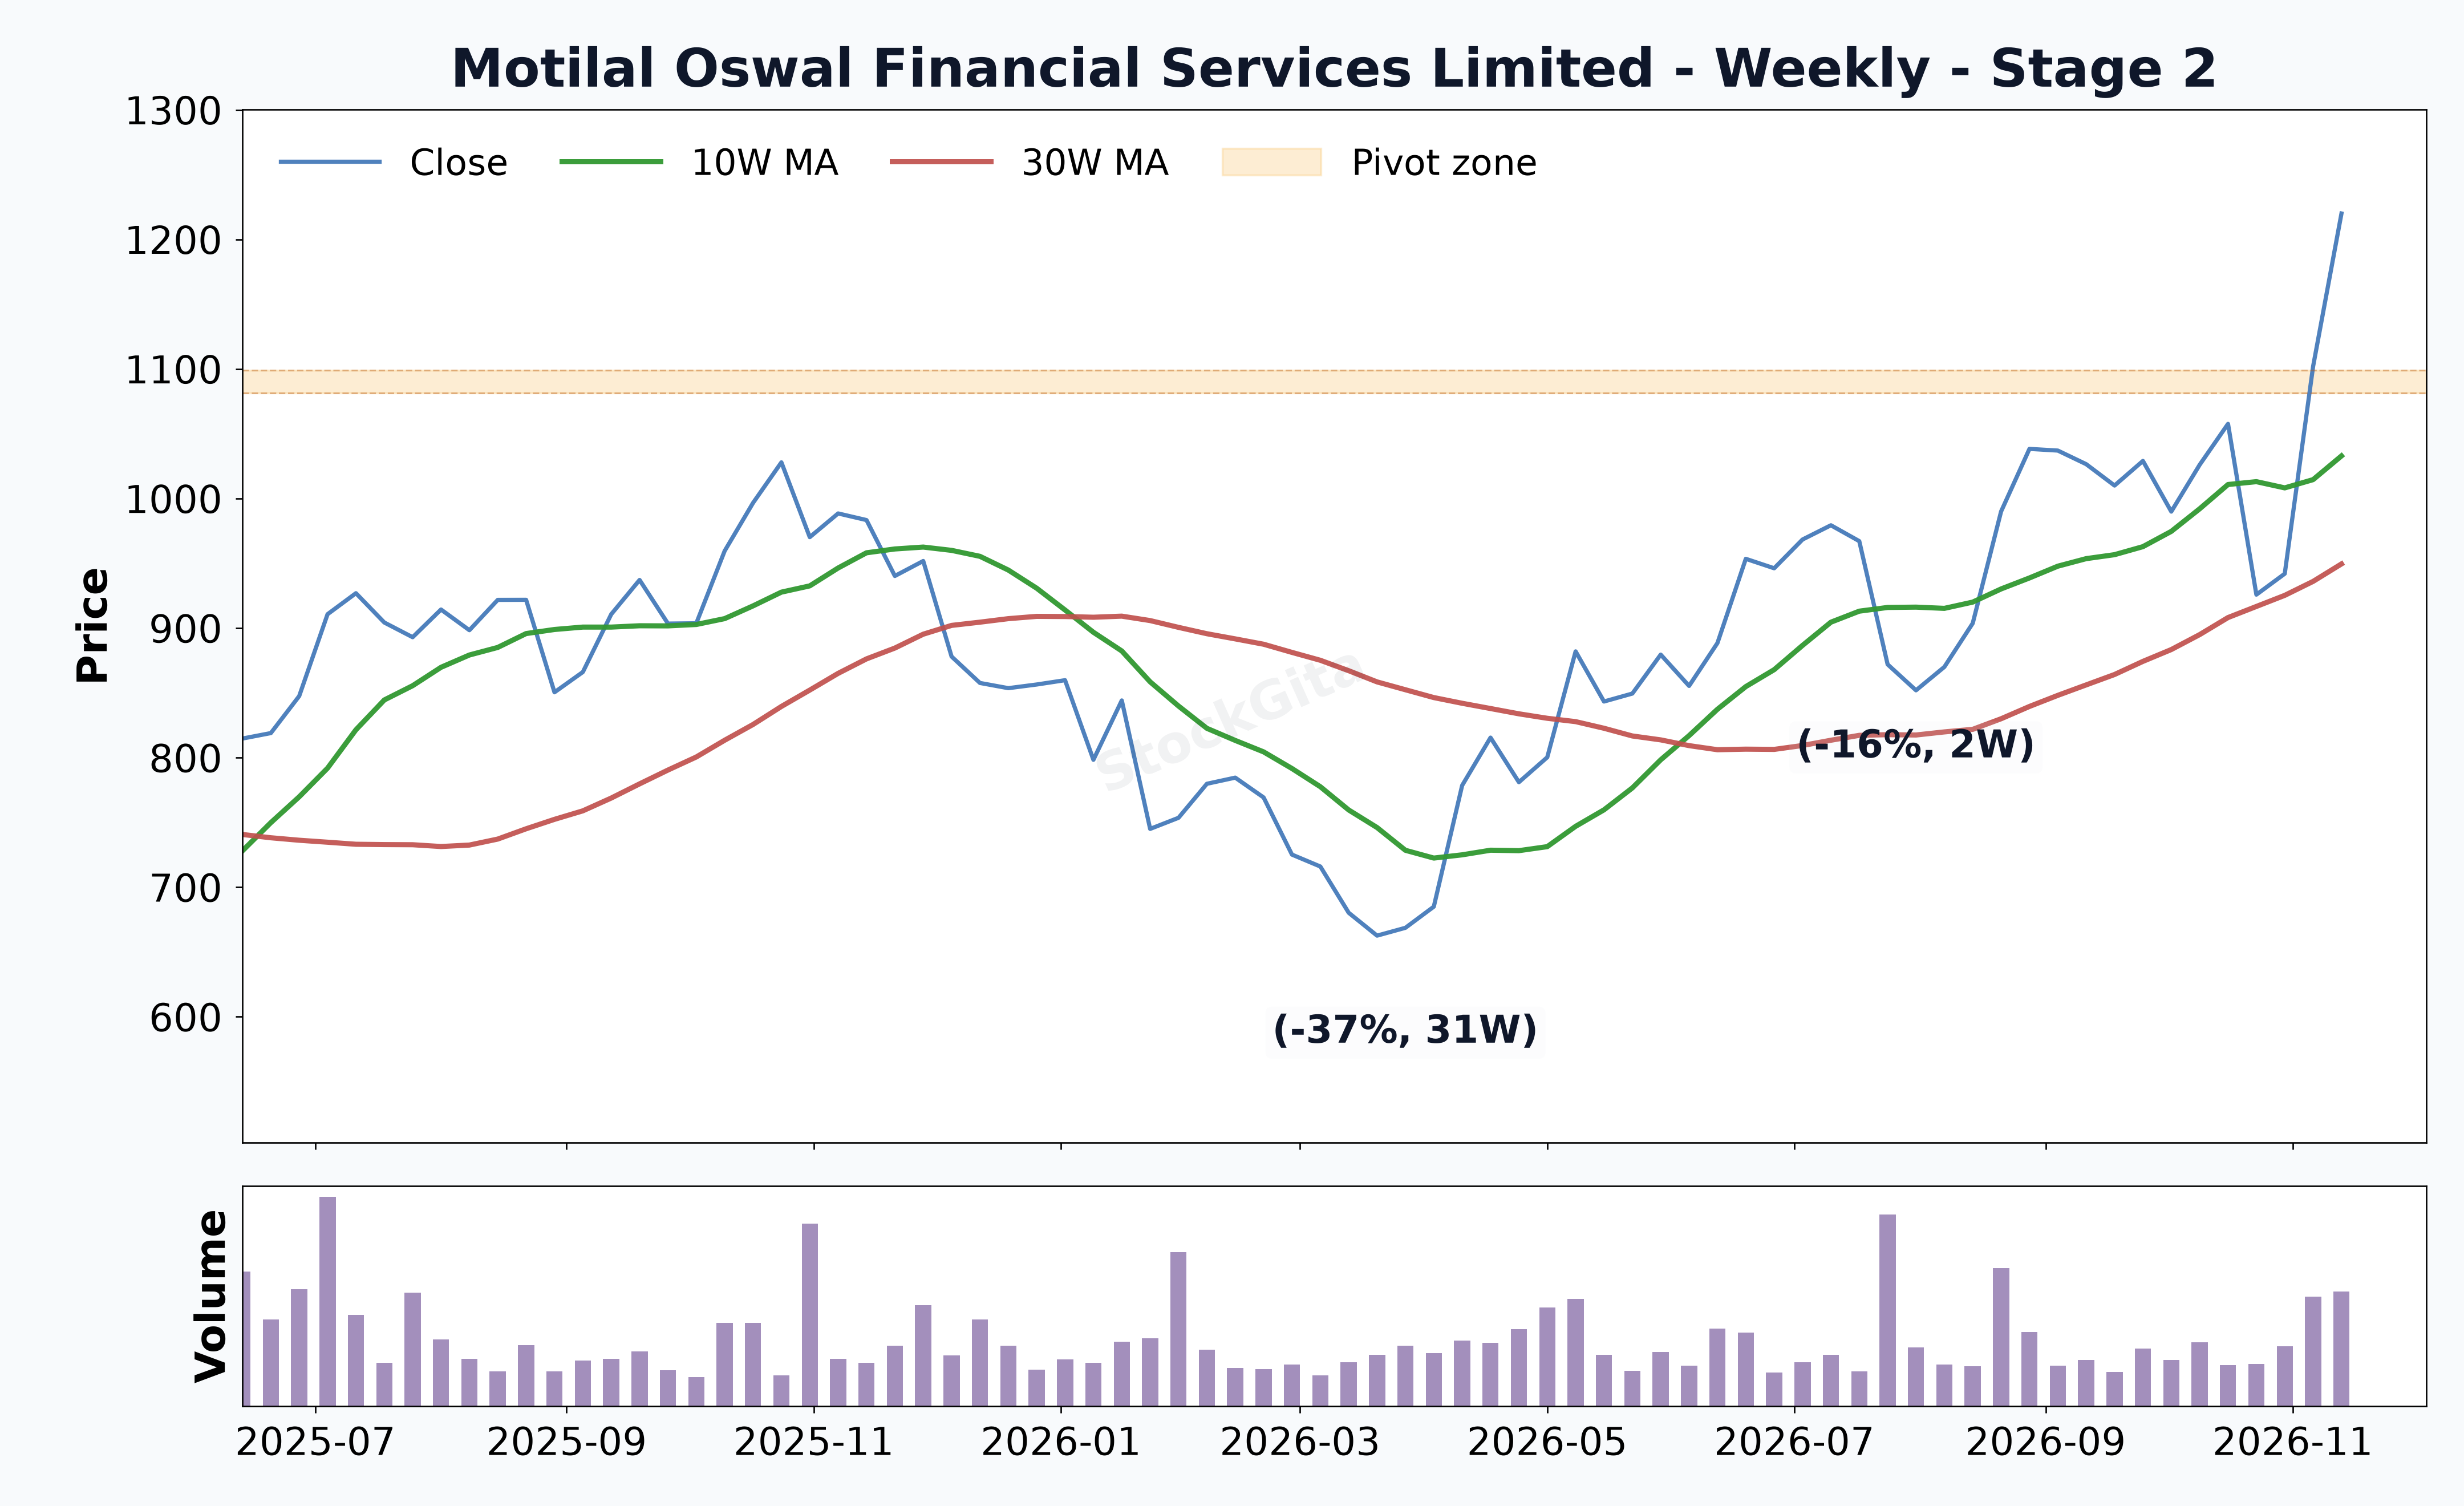 Motilal Oswal Financial Services Limited - Weekly - Stage 2
Close 10W MA 30W MA Pivot zone
1300
1200
1100
1000
900
800
700
600
Price
StockGita
(-16%, 2W)
(-37%, 31W)
Volume
2025-07 2025-09 2025-11 2026-01 2026-03 2026-05 2026-07 2026-09 2026-11